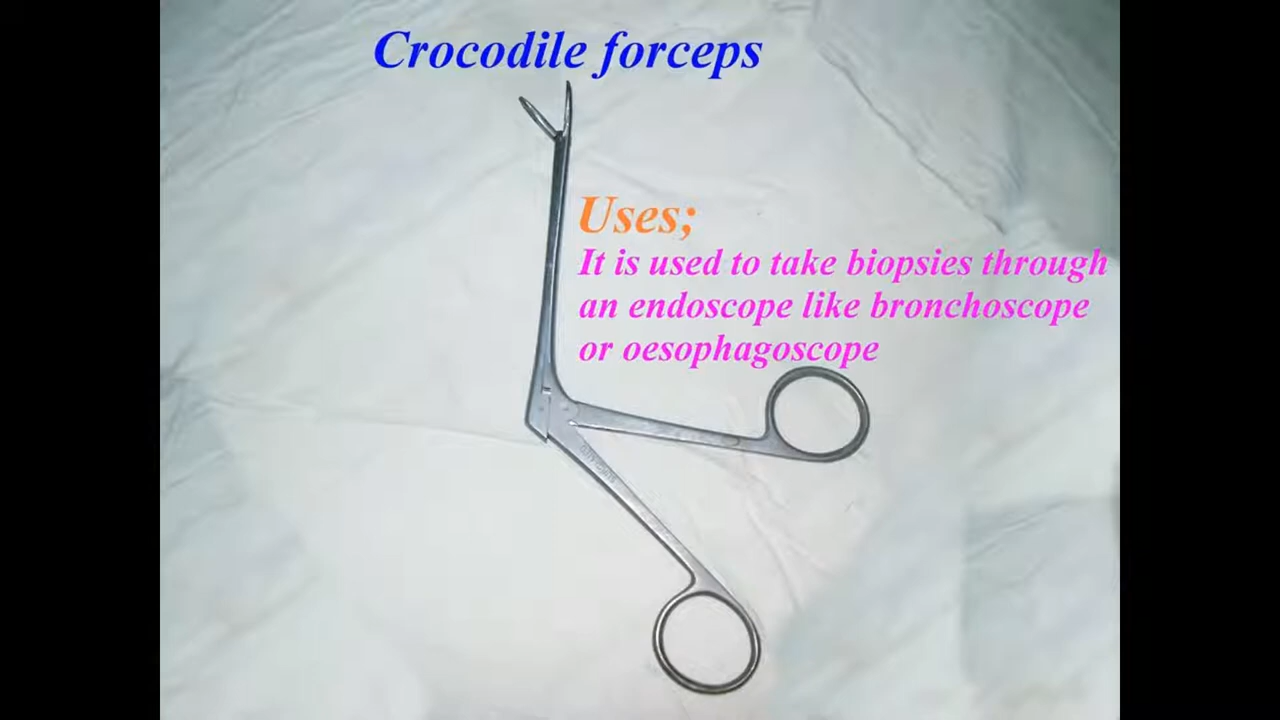 Crocodile forceps
Uses;
It is used to take biopsies through
an endoscope like bronchoscope
or oesophagoscope